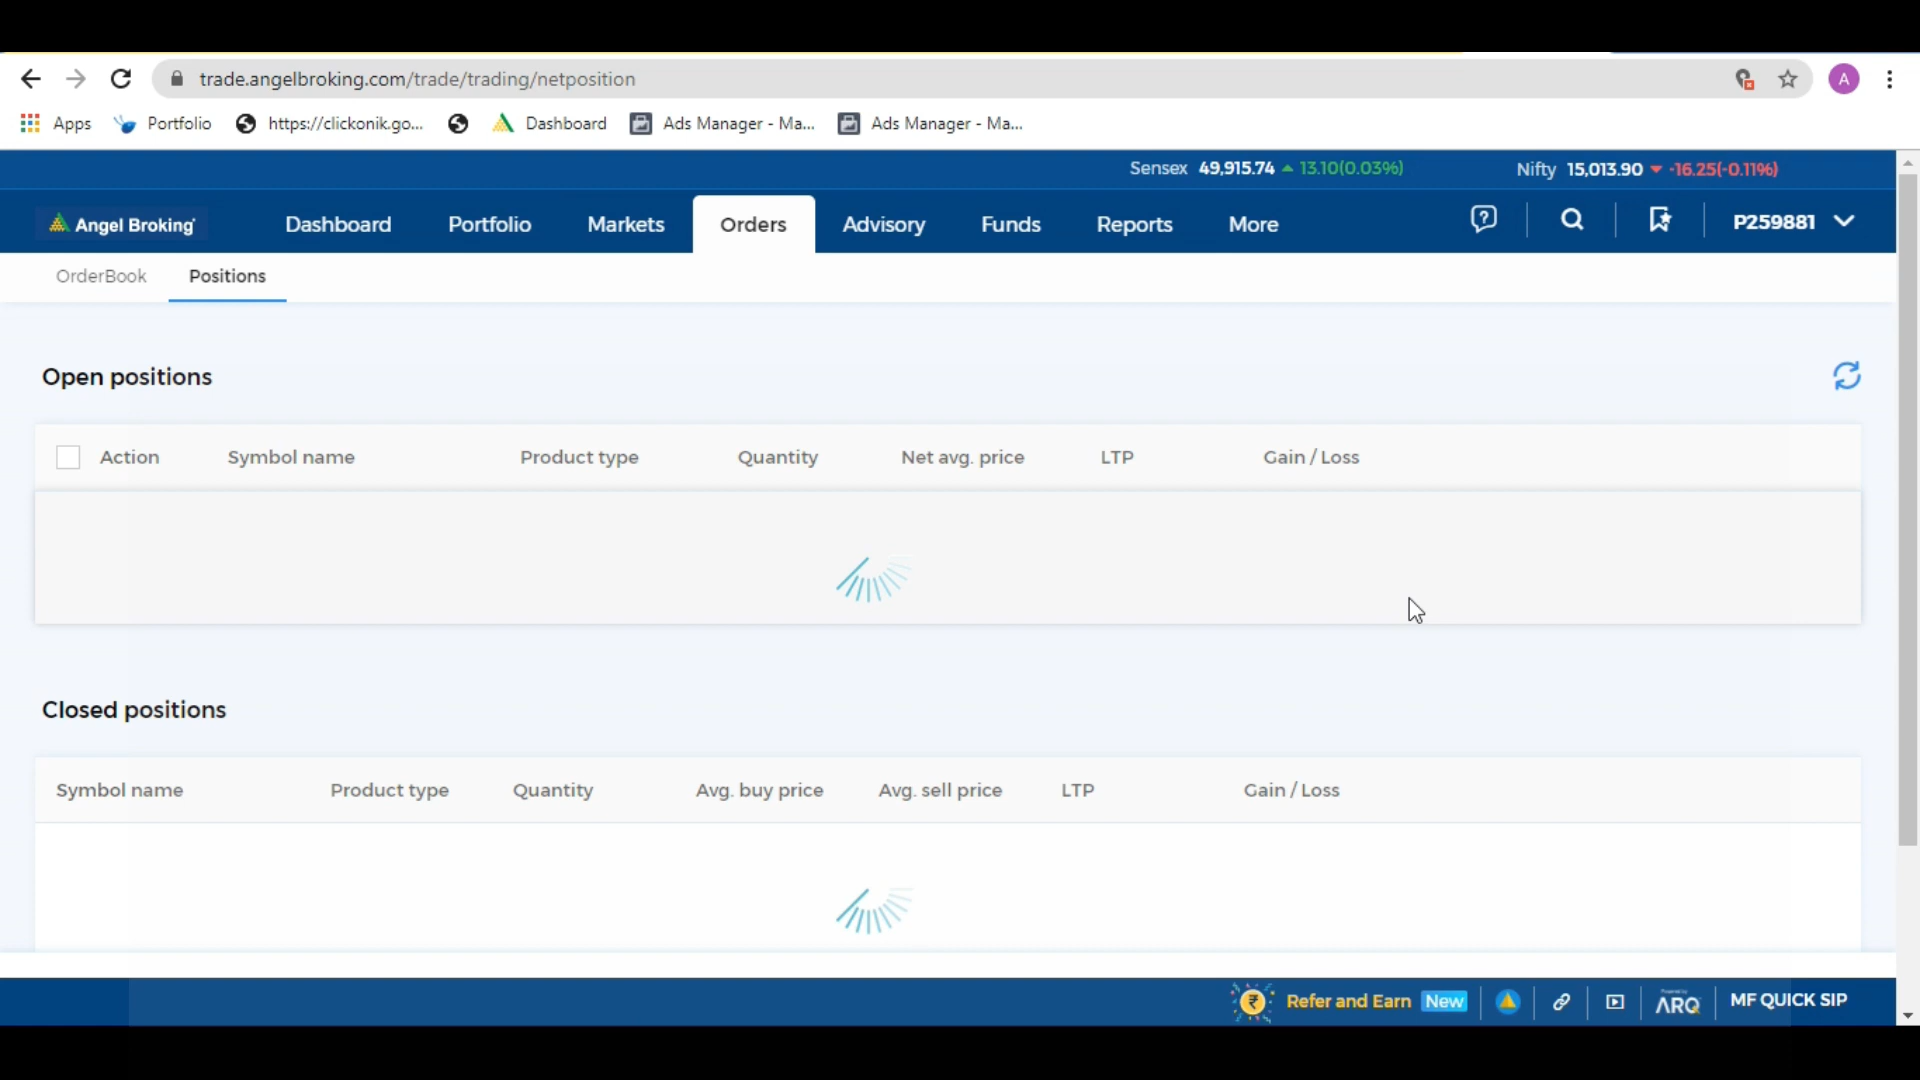 trade.angelbroking.com/trade/trading/netposition
A
Apps Portfolio https://clickonik.go... Dashboard Ads Manager - Ma... Ads Manager - Ma...
Sensex 49,915.74 13.10(0.03%) Nifty 15,013.90 -16.25(-0.11%)
Angel Broking Dashboard Portfolio Markets Orders Advisory Funds Reports More P259881
OrderBook Positions
Open positions
Action Symbol name Product type Quantity Net avg. price LTP Gain / Loss
Closed positions
Symbol name Product type Quantity Avg. buy price Avg. sell price LTP Gain / Loss
Refer and Earn New ARQ MF QUICK SIP